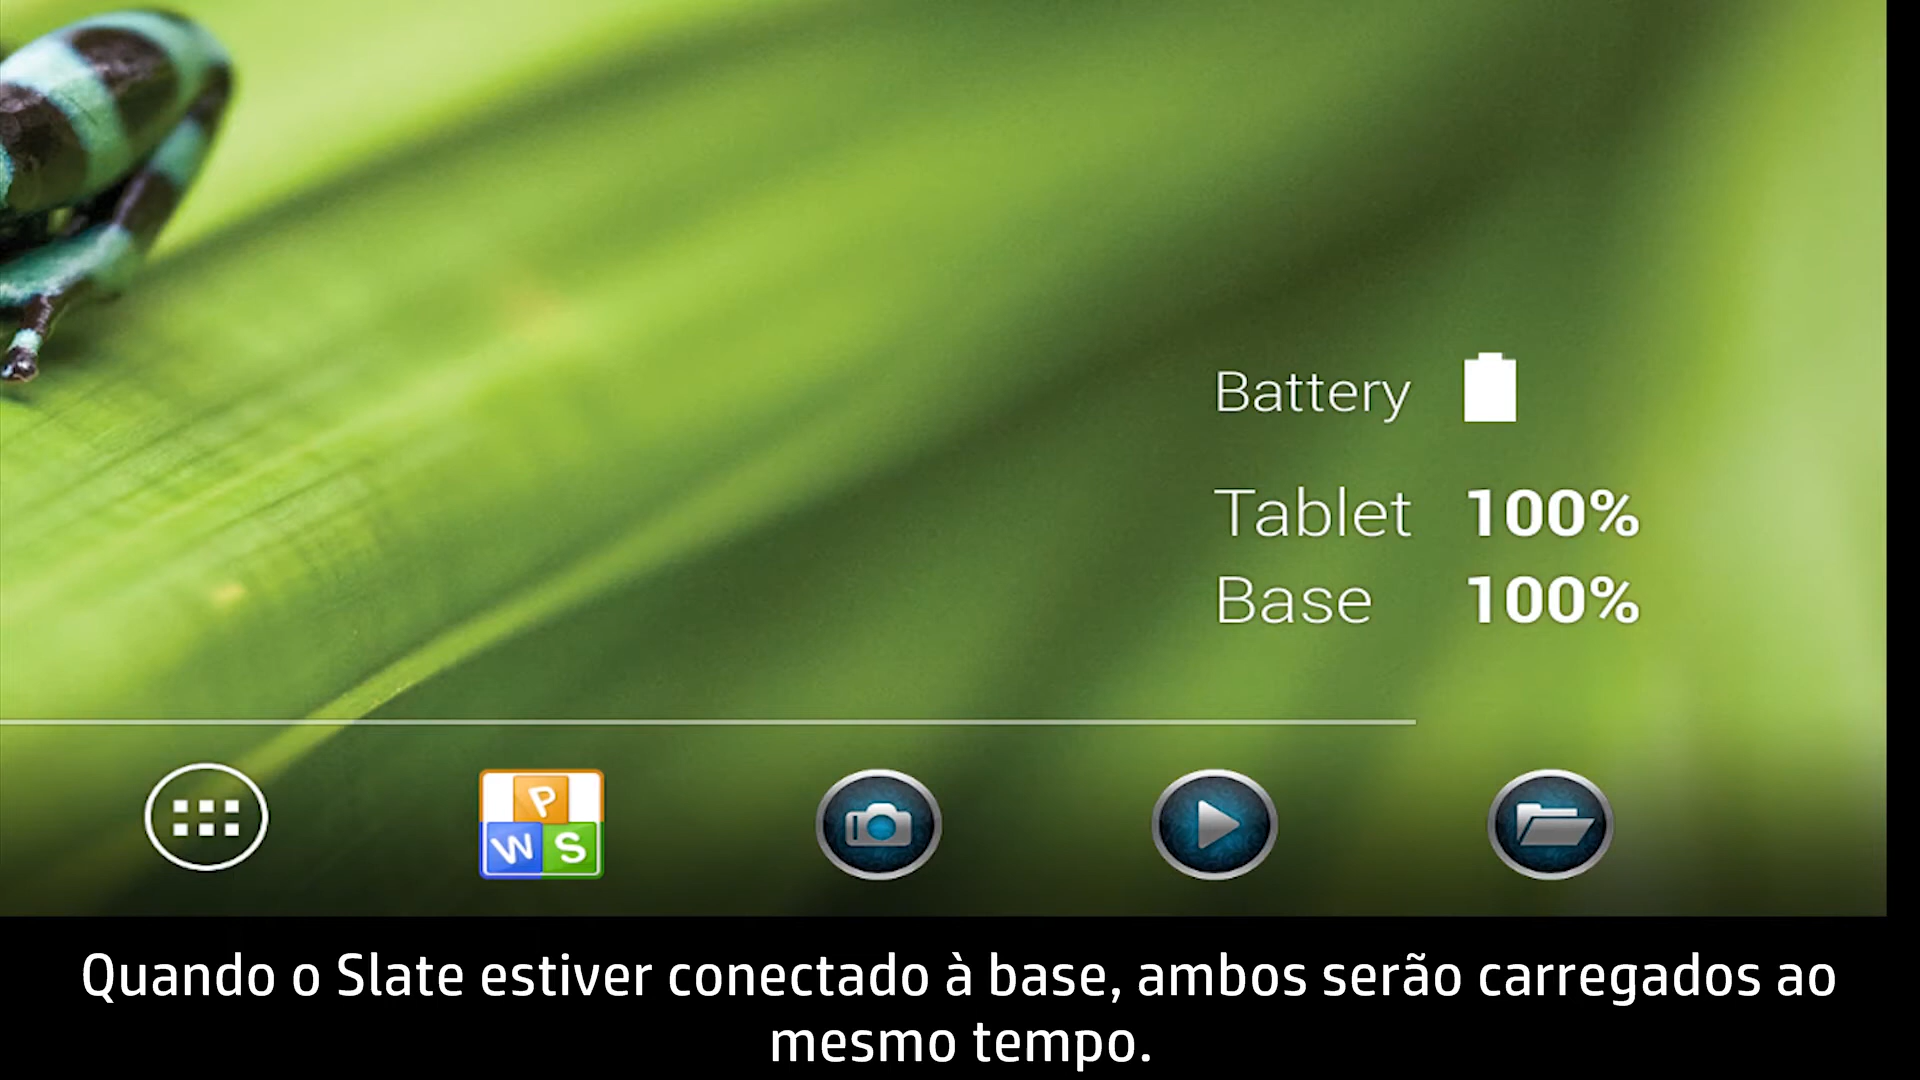 Battery
Tablet 100%
Base 100%
P
W S
Quando o Slate estiver conectado à base, ambos serão carregados ao
mesmo tempo.